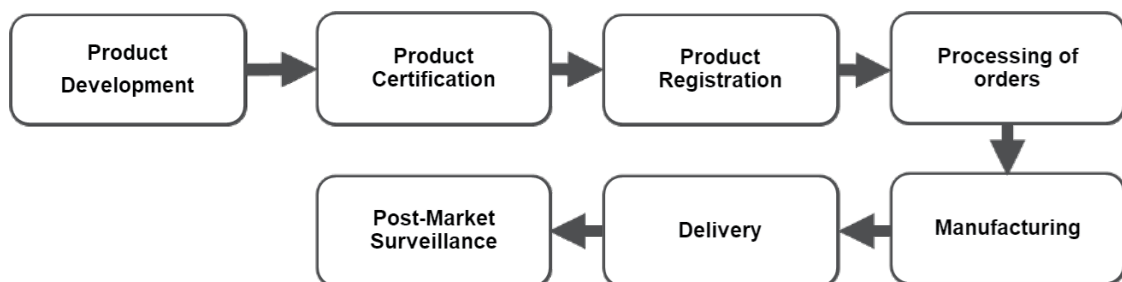 Product
Development
Product
Certification
Product
Registration
Processing of
orders
Post-Market
Surveillance
Delivery
Manufacturing